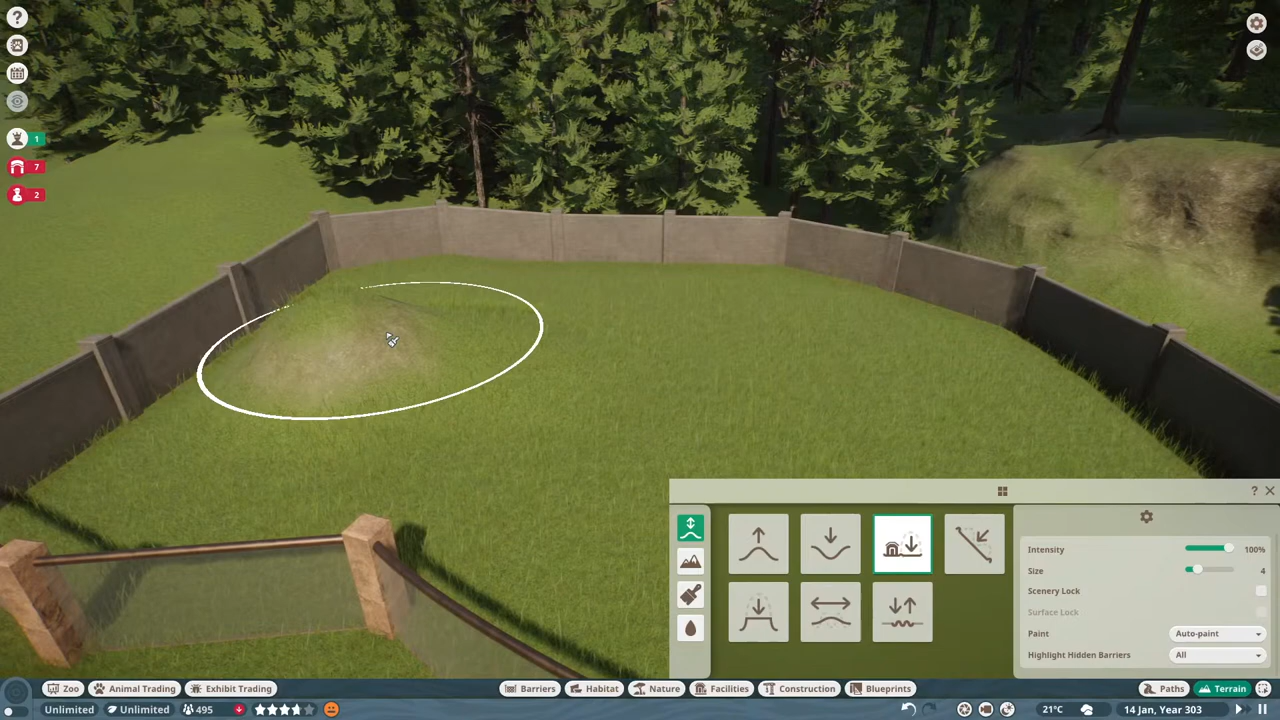 ?
1
7
2
? ×
Intensity 100%
Size 4
Scenery Lock
Surface Lock
Paint Auto-paint
Highlight Hidden Barriers All
Zoo Animal Trading Exhibit Trading Barriers Habitat Nature Facilities Construction Blueprints Paths Terrain
Unlimited Unlimited 495 21°C 14 Jan, Year 303